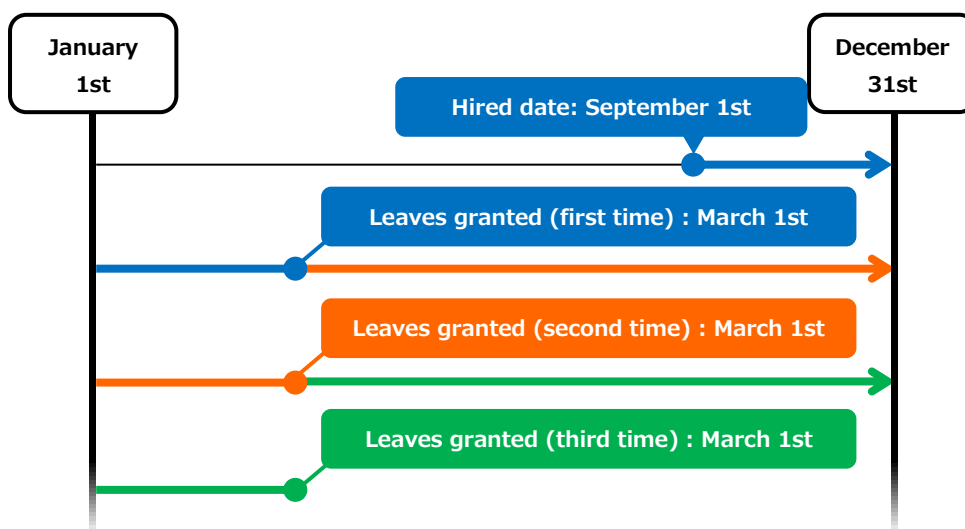 January
1st
December
31st
Hired date: September 1st
Leaves granted (first time) : March 1st
Leaves granted (second time) : March 1st
Leaves granted (third time) : March 1st